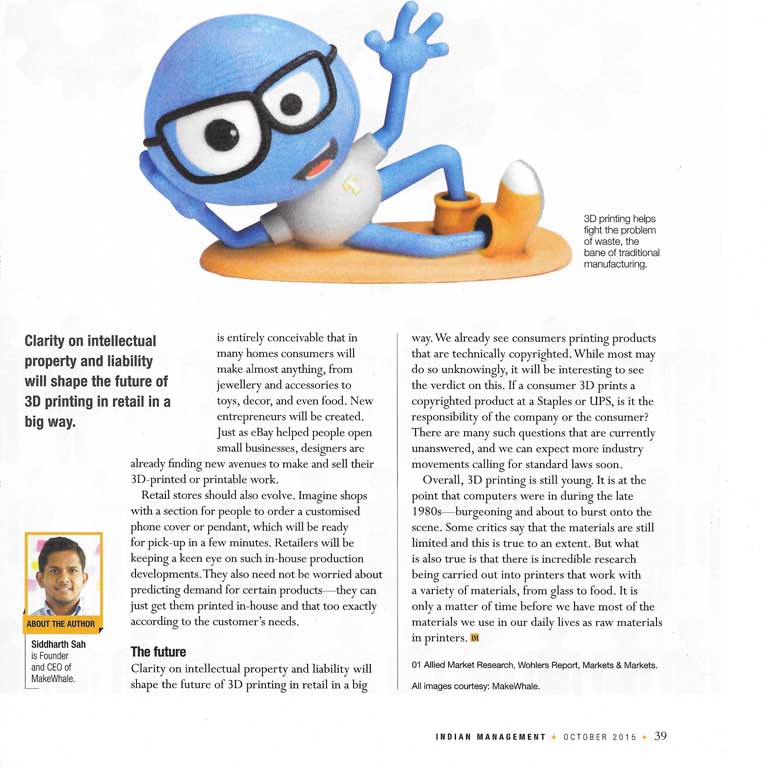 3D printing helps
fight the problem
of waste, the
bane of traditional
manufacturing.
Clarity on intellectual
property and liability
will shape the future of
3D printing in retail in a
big way.
is entirely conceivable that in
many homes consumers will
make almost anything, from
jewellery and accessories to
toys, decor, and even food. New
entrepreneurs will be created.
Just as eBay helped people open
small businesses, designers are
already finding new avenues to make and sell their
3D-printed or printable work.
Retail stores should also evolve. Imagine shops
with a section for people to order a customised
phone cover or pendant, which will be ready
for pick-up in a few minutes. Retailers will be
keeping a keen eye on such in-house production
developments. They also need not be worried about
predicting demand for certain products—they can
just get them printed in-house and that too exactly
according to the customer's needs.
The future
Clarity on intellectual property and liability will
shape the future of 3D printing in retail in a big
way. We already see consumers printing products
that are technically copyrighted. While most may
do so unknowingly, it will be interesting to see
the verdict on this. If a consumer 3D prints a
copyrighted product at a Staples or UPS, is it the
responsibility of the company or the consumer?
There are many such questions that are currently
unanswered, and we can expect more industry
movements calling for standard laws soon.
Overall, 3D printing is still young. It is at the
point that computers were in during the late
1980s—burgeoning and about to burst onto the
scene. Some critics say that the materials are still
limited and this is true to an extent. But what
is also true is that there is incredible research
being carried out into printers that work with
a variety of materials, from glass to food. It is
only a matter of time before we have most of the
materials we use in our daily lives as raw materials
in printers. IM
01 Allied Market Research, Wohlers Report, Markets & Markets.
All images courtesy: MakeWhale.
ABOUT THE AUTHOR
Siddharth Sah
is Founder
and CEO of
MakeWhale.
INDIAN MANAGEMENT ✦ OCTOBER 2015 ✦ 39